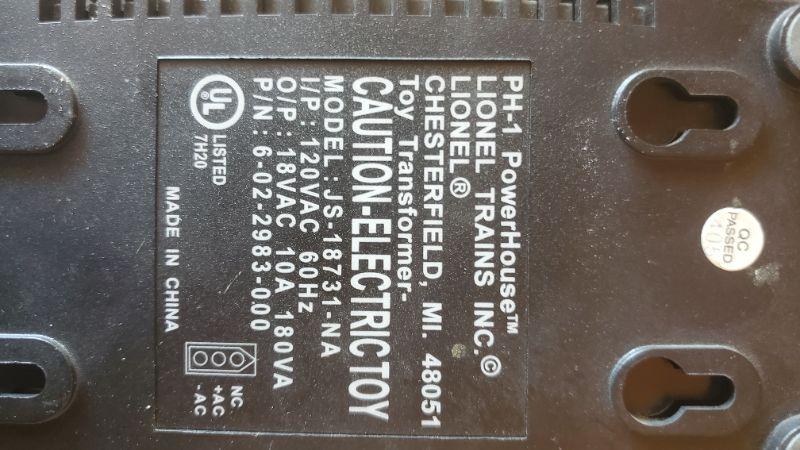 PH-1 PowerHouse™
LIONEL TRAINS INC.©
LIONEL®
CHESTERFIELD, MI. 48051
Toy Transformer-
CAUTION-ELECTRIC TOY
MODEL : JS-18731-NA
I/P : 120VAC 60Hz
O/P : 18VAC 10A 180VA
P/N : 6-02-2983-000
UL ®
LISTED
7H20
MADE IN CHINA
NC.
+AC
-AC
QC
PASSED